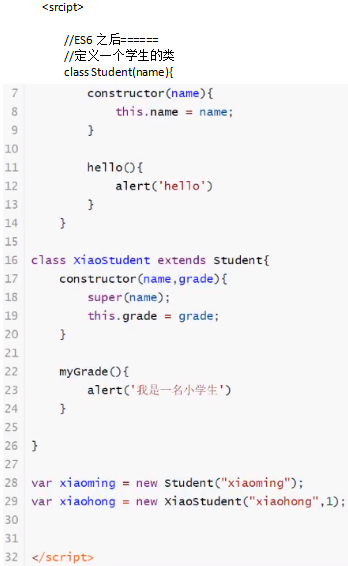 <srcipt>
//ES6 之后======
//定义一个学生的类
class Student(name){
7 constructor(name){
8 this.name = name;
9 }
10
11 hello(){
12 alert('hello')
13 }
14 }
15
16 class XiaoStudent extends Student{
17 constructor(name,grade){
18 super(name);
19 this.grade = grade;
20 }
21
22 myGrade(){
23 alert('我是一名小学生')
24 }
25
26 }
27
28 var xiaoming = new Student("xiaoming");
29 var xiaohong = new XiaoStudent("xiaohong",1);
30
31
32 </script>